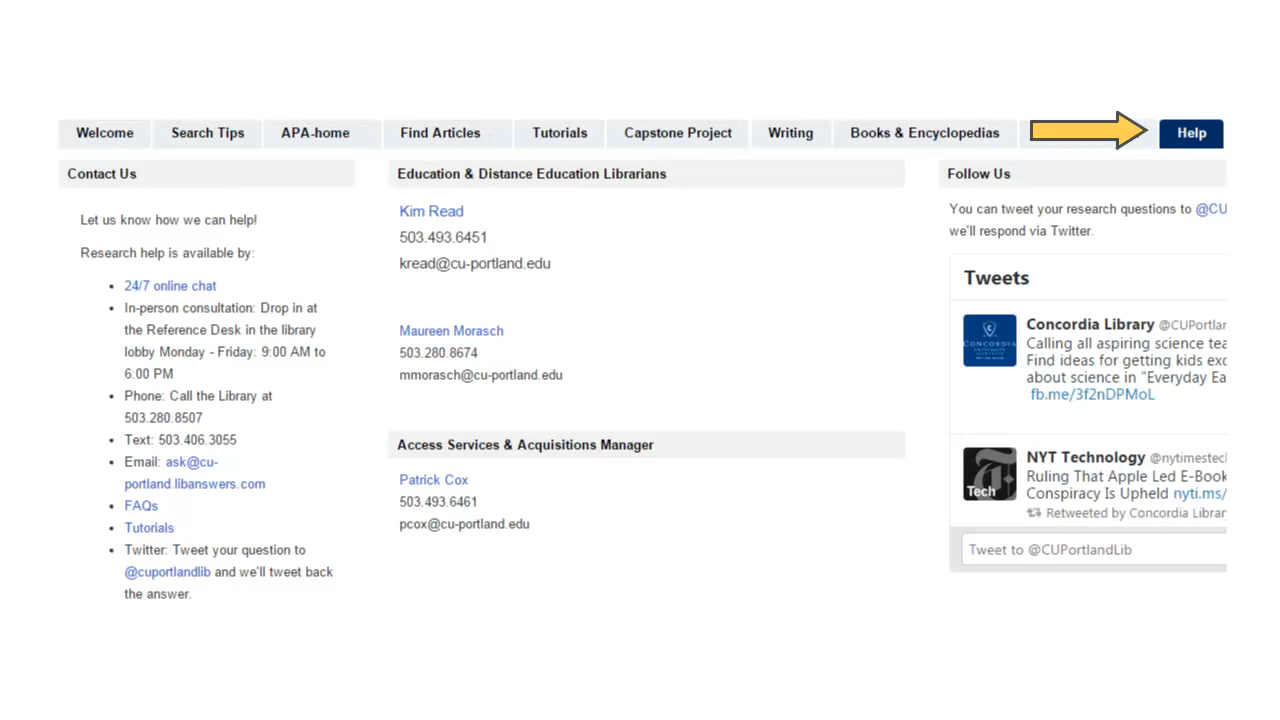 Welcome
Search Tips
APA-home
Find Articles
Tutorials
Capstone Project
Writing
Books & Encyclopedias
Help
Contact Us
Let us know how we can help!
Research help is available by:
24/7 online chat
In-person consultation: Drop in at
the Reference Desk in the library
lobby Monday - Friday: 9:00 AM to
6:00 PM
Phone: Call the Library at
503.280.8507
Text: 503.406.3055
Email: ask@cu-
portland.libanswers.com
FAQs
Tutorials
Twitter: Tweet your question to
@cuportlandlib and we'll tweet back
the answer.
Education & Distance Education Librarians
Kim Read
503.493.6451
kread@cu-portland.edu
Maureen Morasch
503.280.8674
mmorasch@cu-portland.edu
Access Services & Acquisitions Manager
Patrick Cox
503.493.6461
pcox@cu-portland.edu
Follow Us
You can tweet your research questions to @CU
we'll respond via Twitter.
Tweets
CONCORDIA
Concordia Library @CUPortlan
Calling all aspiring science tea
Find ideas for getting kids exc
about science in "Everyday Ea
fb.me/3f2nDPMoL
Tech
NYT Technology @nytimestech
Ruling That Apple Led E-Book
Conspiracy Is Upheld nyti.ms/
Retweeted by Concordia Library
Tweet to @CUPortlandLib